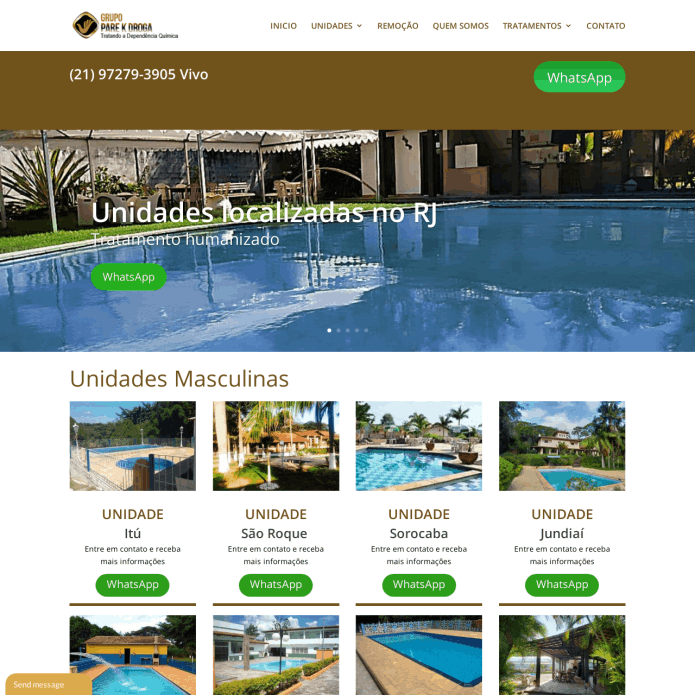 GRUPO
PARE K DROGA
Tratando a Dependência Química
INICIO
UNIDADES
REMOÇÃO
QUEM SOMOS
TRATAMENTOS
CONTATO
(21) 97279-3905 Vivo
WhatsApp
Unidades localizadas no RJ
Tratamento humanizado
WhatsApp
Unidades Masculinas
UNIDADE
Itú
Entre em contato e receba
mais informações
WhatsApp
UNIDADE
São Roque
Entre em contato e receba
mais informações
WhatsApp
UNIDADE
Sorocaba
Entre em contato e receba
mais informações
WhatsApp
UNIDADE
Jundiaí
Entre em contato e receba
mais informações
WhatsApp
Send message